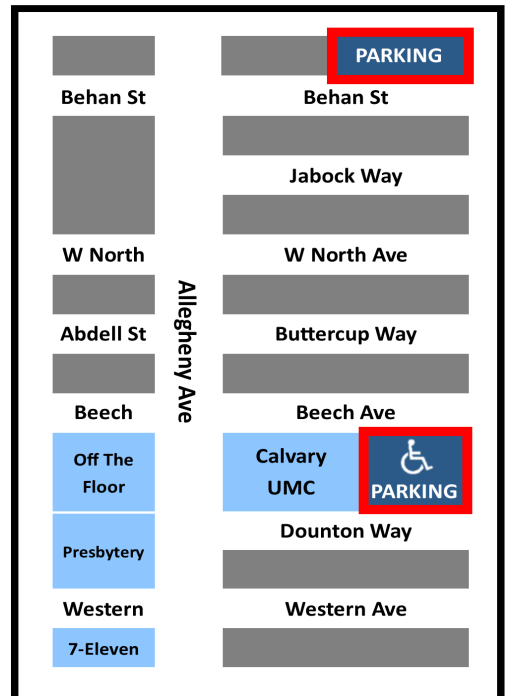 PARKING
Behan St
Behan St
Jabock Way
W North
W North Ave
Allegheny Ave
Abdell St
Buttercup Way
Beech
Beech Ave
Off The
Floor
Calvary
UMC
PARKING
Presbytery
Dounton Way
Western
Western Ave
7-Eleven